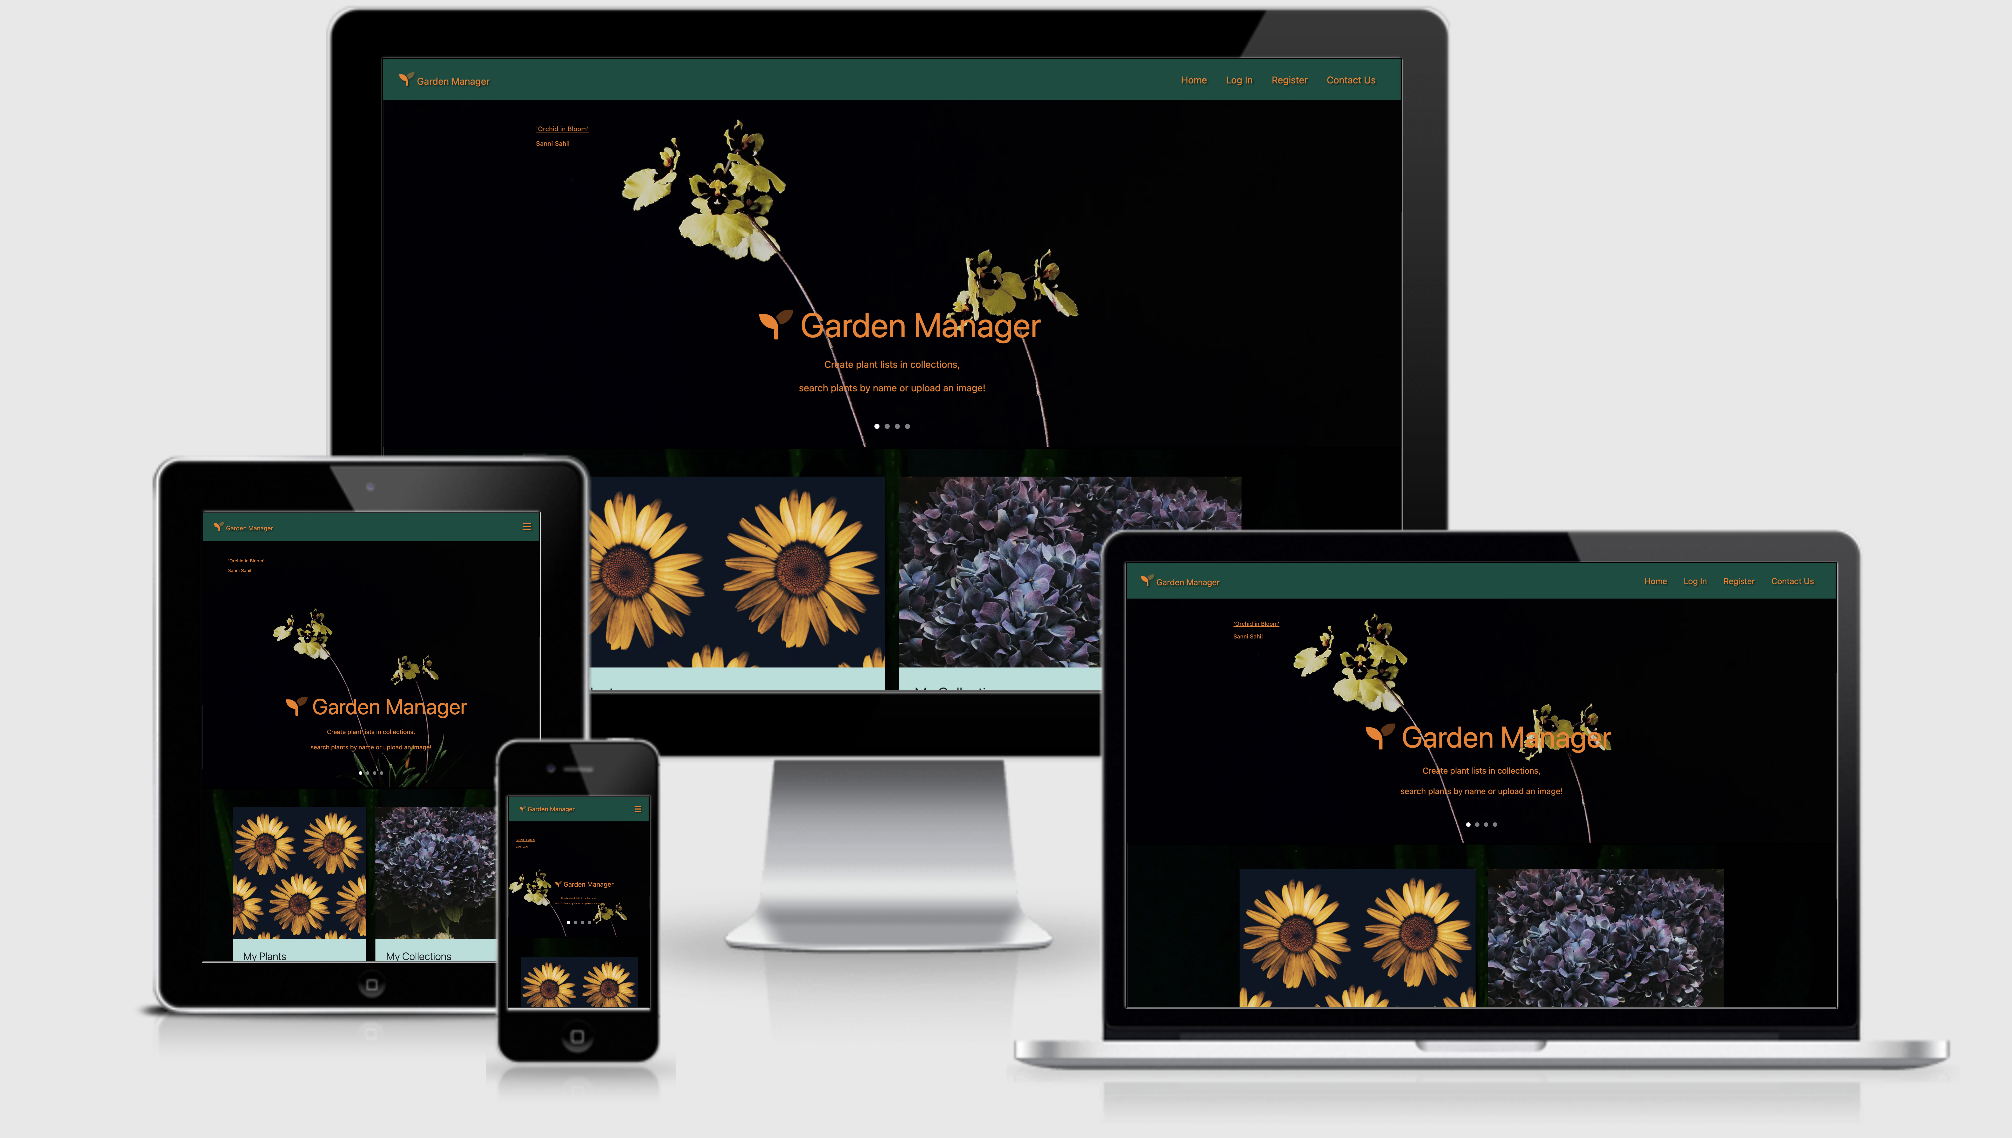 Garden Manager
Home Log In Register Contact Us
'Orchid in Bloom'
Sanni Sahil
Garden Manager
Create plant lists in collections,
search plants by name or upload an image!
Garden Manager
'Orchid in Bloom'
Sanni Sahil
Garden Manager
Create plant lists in collections,
search plants by name or upload an image!
My Plants My Collections
Garden Manager
Garden Manager
Garden Manager
Home Log In Register Contact Us
'Orchid in Bloom'
Sanni Sahil
Garden Manager
Create plant lists in collections,
search plants by name or upload an image!